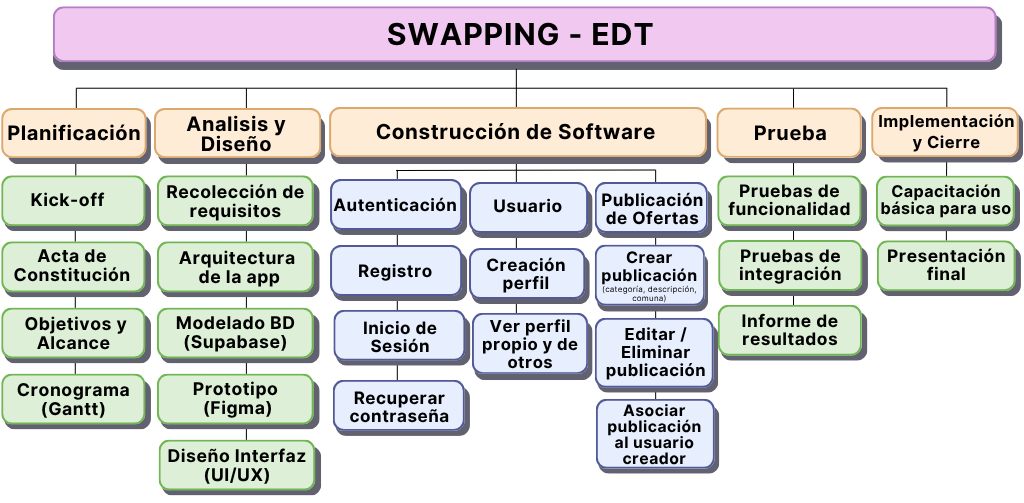 SWAPPING - EDT
Planificación
Kick-off
Acta de
Constitución
Objetivos y
Alcance
Cronograma
(Gantt)
Analisis y
Diseño
Recolección de
requisitos
Arquitectura
de la app
Modelado BD
(Supabase)
Prototipo
(Figma)
Diseño Interfaz
(UI/UX)
Construcción de Software
Autenticación
Registro
Inicio de
Sesión
Recuperar
contraseña
Usuario
Creación
perfil
Ver perfil
propio y de
otros
Publicación
de Ofertas
Crear
publicación
(categoría, descripción,
comuna)
Editar /
Eliminar
publicación
Asociar
publicación
al usuario
creador
Prueba
Pruebas de
funcionalidad
Pruebas de
integración
Informe de
resultados
Implementación
y Cierre
Capacitación
básica para uso
Presentación
final